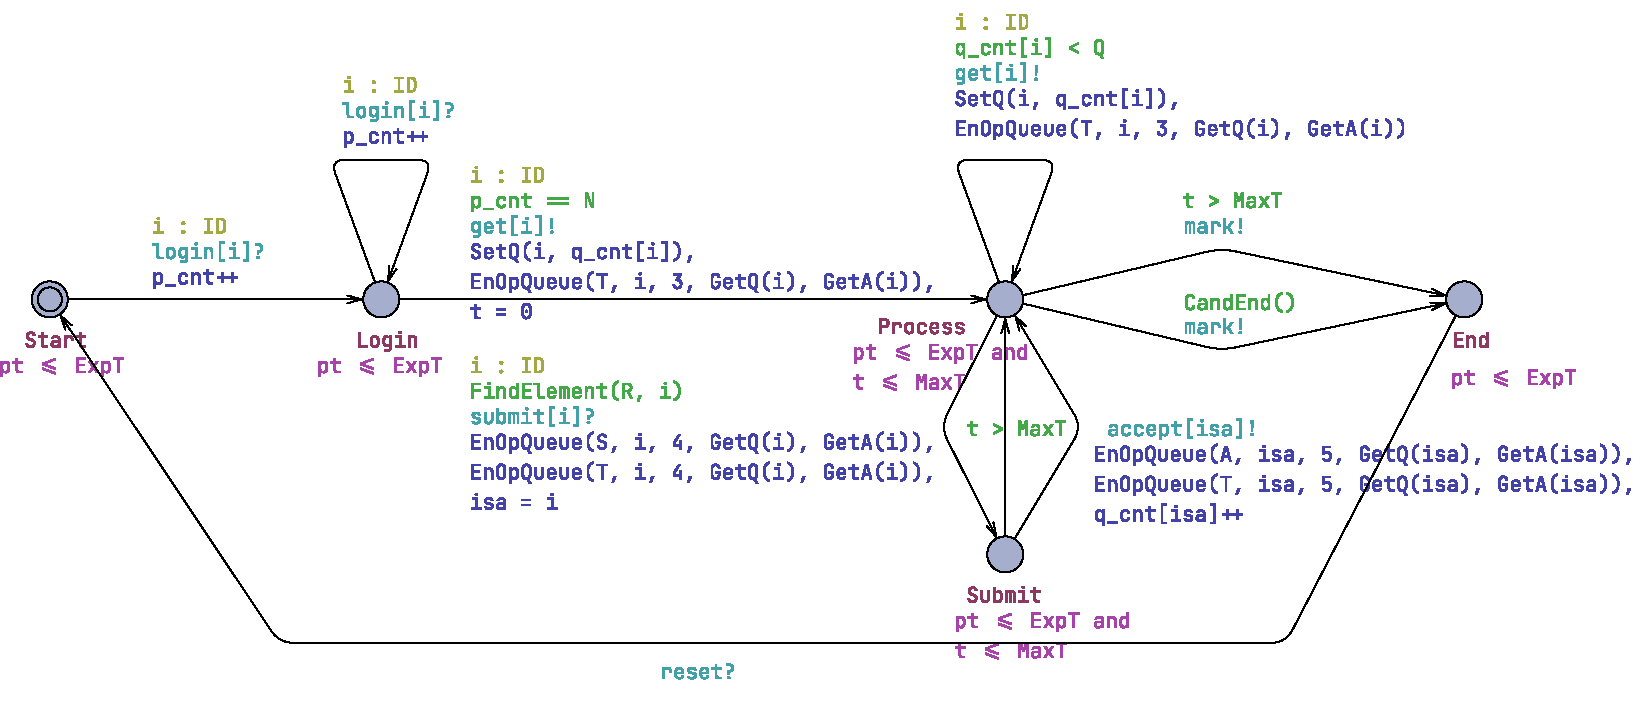 i : ID
q_cnt[i] < Q
get[i]!
SetQ(i, q_cnt[i]),
EnOpQueue(T, i, 3, GetQ(i), GetA(i))
i : ID
login[i]?
p_cnt++
i : ID
p_cnt == N
get[i]!
SetQ(i, q_cnt[i]),
EnOpQueue(T, i, 3, GetQ(i), GetA(i)),
t = 0
t > MaxT
mark!
i : ID
login[i]?
p_cnt++
CandEnd()
mark!
Start
pt <= ExpT
Login
pt <= ExpT
Process
pt <= ExpT and
t <= MaxT
End
pt <= ExpT
i : ID
FindElement(R, i)
submit[i]?
EnOpQueue(S, i, 4, GetQ(i), GetA(i)),
EnOpQueue(T, i, 4, GetQ(i), GetA(i)),
isa = i
t > MaxT
accept[isa]!
EnOpQueue(A, isa, 5, GetQ(isa), GetA(isa)),
EnOpQueue(T, isa, 5, GetQ(isa), GetA(isa)),
q_cnt[isa]++
Submit
pt <= ExpT and
t <= MaxT
reset?